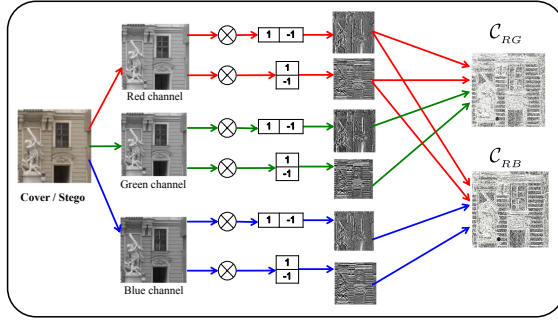 C_RG
1 -1
1
-1
Red channel
1 -1
1
-1
Green channel
Cover / Stego
C_RB
1 -1
1
-1
Blue channel